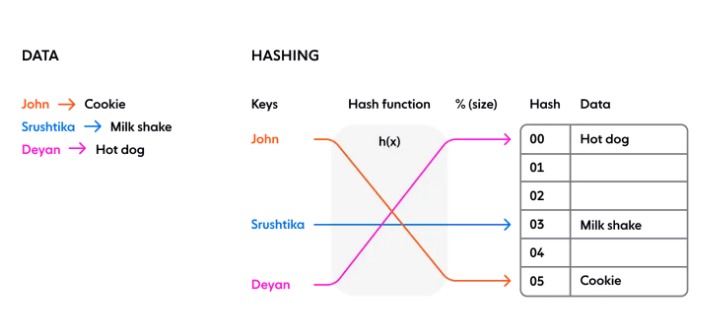 DATA
John → Cookie
Srushtika → Milk shake
Deyan → Hot dog
HASHING
Keys Hash function % (size) Hash Data
John h(x) 00 Hot dog
01
02
Srushtika 03 Milk shake
04
Deyan 05 Cookie